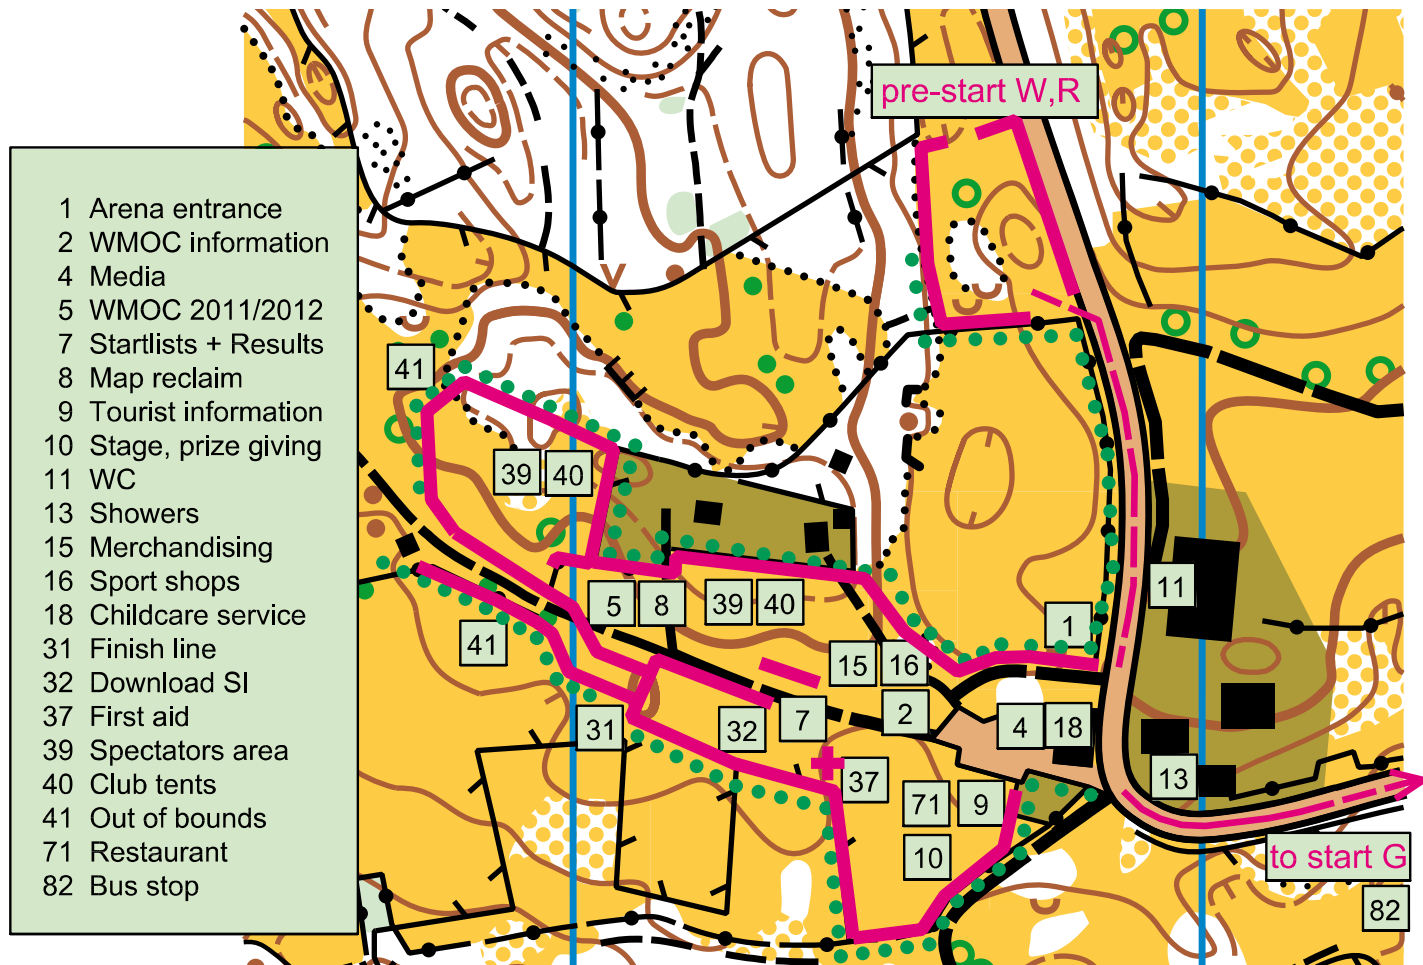 pre-start W,R
1 Arena entrance
2 WMOC information
4 Media
5 WMOC 2011/2012
7 Startlists + Results
8 Map reclaim
9 Tourist information
10 Stage, prize giving
11 WC
13 Showers
15 Merchandising
16 Sport shops
18 Childcare service
31 Finish line
32 Download SI
37 First aid
39 Spectators area
40 Club tents
41 Out of bounds
71 Restaurant
82 Bus stop
41
39 40
11
5 8 39 40
1
41
15 16
31 32 7 2 4 18
37 13
71 9
10
to start G
82